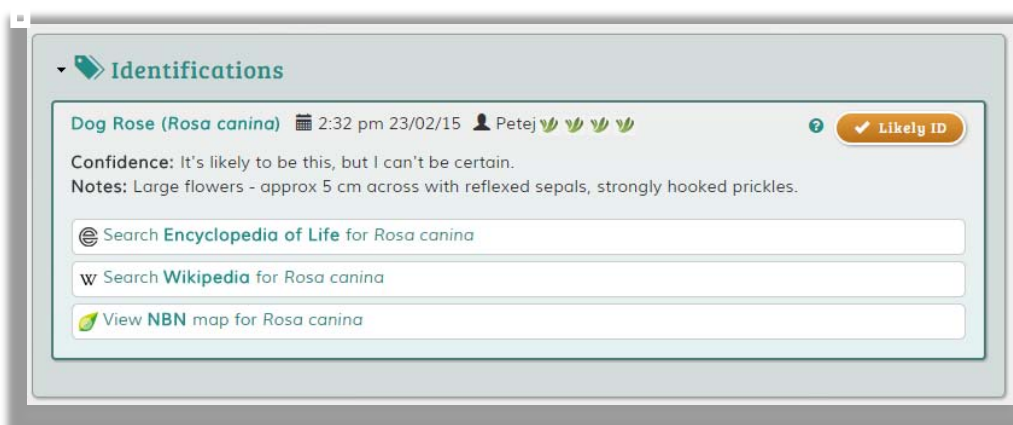 Identifications
Dog Rose (Rosa canina) 2:32 pm 23/02/15 Petej ? Likely ID
Confidence: It's likely to be this, but I can't be certain.
Notes: Large flowers - approx 5 cm across with reflexed sepals, strongly hooked prickles.
Search Encyclopedia of Life for Rosa canina
W Search Wikipedia for Rosa canina
View NBN map for Rosa canina